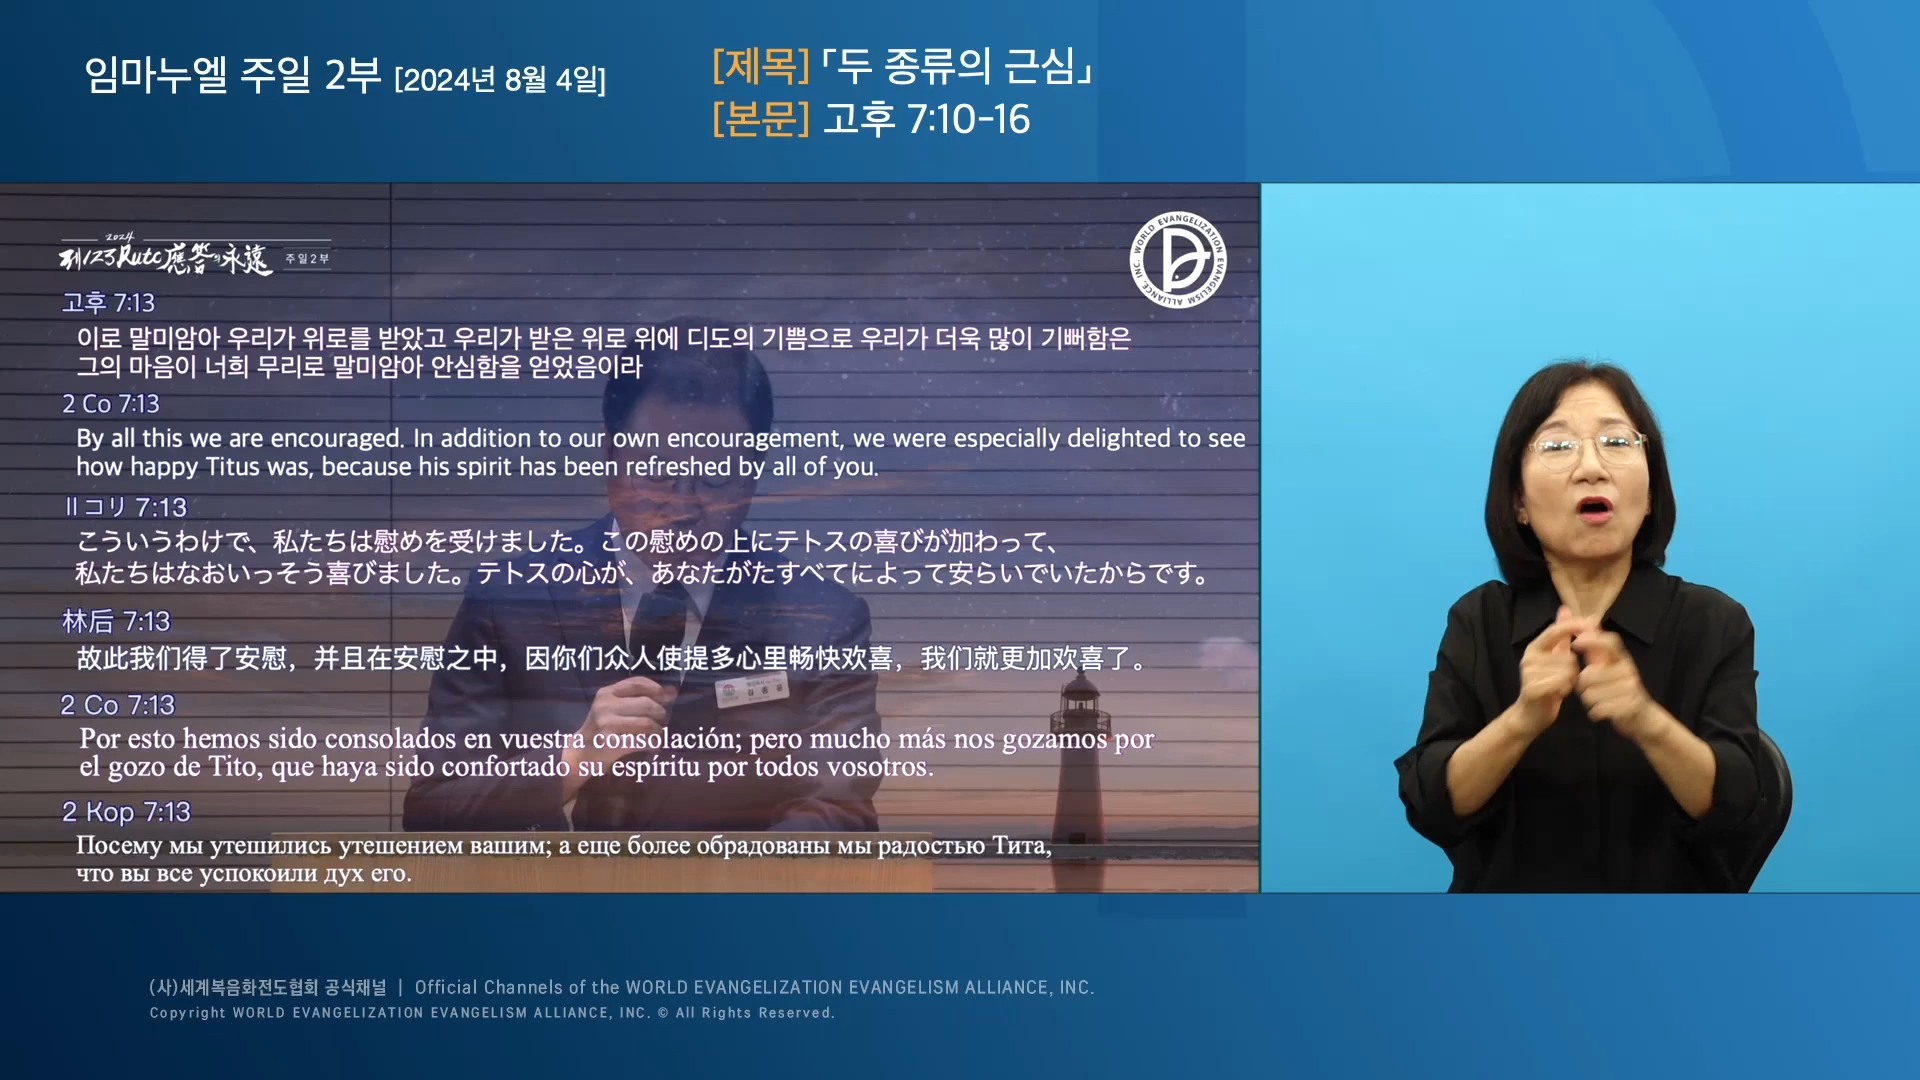 임마누엘 주일 2부 [2024년 8월 4일]
[제목] 「두 종류의 근심」
[본문] 고후 7:10-16
2024
제123 Rutc 應答의 永遠 주일2부
WORLD EVANGELIZATION EVANGELISM ALLIANCE, INC.
고후 7:13
이로 말미암아 우리가 위로를 받았고 우리가 받은 위로 위에 디도의 기쁨으로 우리가 더욱 많이 기뻐함은
그의 마음이 너희 무리로 말미암아 안심함을 얻었음이라
2 Co 7:13
By all this we are encouraged. In addition to our own encouragement, we were especially delighted to see
how happy Titus was, because his spirit has been refreshed by all of you.
IIコリ 7:13
こういうわけで、私たちは慰めを受けました。この慰めの上にテトスの喜びが加わって、
私たちはなおいっそう喜びました。テトスの心が、あなたがたすべてによって安らいでいたからです。
林后 7:13
故此我们得了安慰，并且在安慰之中，因你们众人使提多心里畅快欢喜，我们就更加欢喜了。
2 Co 7:13
Por esto hemos sido consolados en vuestra consolación; pero mucho más nos gozamos por
el gozo de Tito, que haya sido confortado su espíritu por todos vosotros.
2 Кор 7:13
Посему мы утешились утешением вашим; а еще более обрадованы мы радостью Тита,
что вы все успокоили дух его.
(사)세계복음화전도협회 공식채널 | Official Channels of the WORLD EVANGELIZATION EVANGELISM ALLIANCE, INC.
Copyright WORLD EVANGELIZATION EVANGELISM ALLIANCE, INC. © All Rights Reserved.